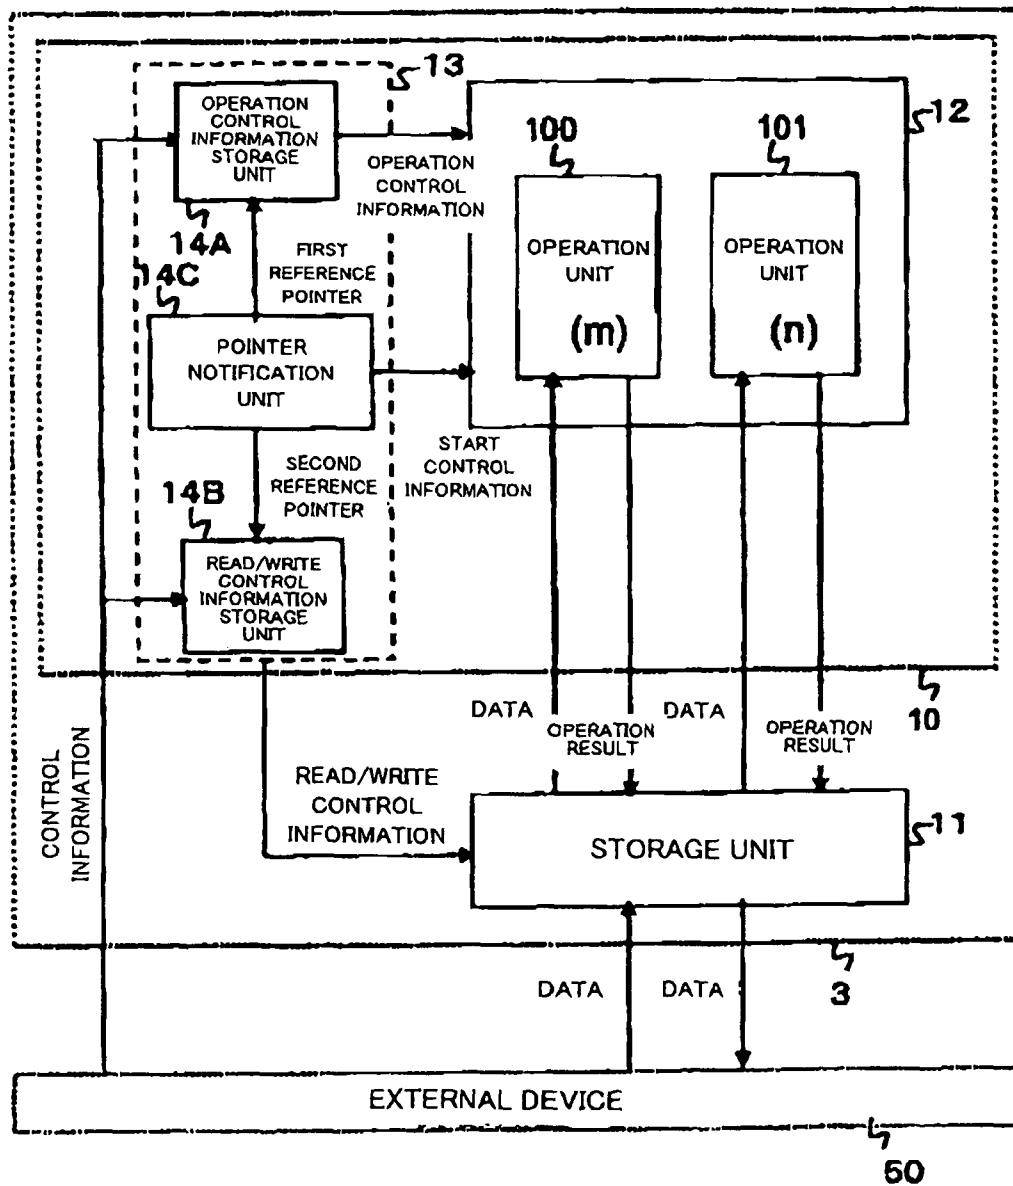 13
OPERATION
CONTROL
INFORMATION
STORAGE
UNIT
12
100
101
OPERATION
CONTROL
INFORMATION
14A
OPERATION
UNIT
(m)
OPERATION
UNIT
(n)
14C
FIRST
REFERENCE
POINTER
POINTER
NOTIFICATION
UNIT
START
CONTROL
INFORMATION
SECOND
REFERENCE
POINTER
14B
READ/WRITE
CONTROL
INFORMATION
STORAGE
UNIT
10
DATA
OPERATION
RESULT
DATA
OPERATION
RESULT
CONTROL
INFORMATION
READ/WRITE
CONTROL
INFORMATION
STORAGE UNIT
11
DATA
DATA
3
EXTERNAL DEVICE
50